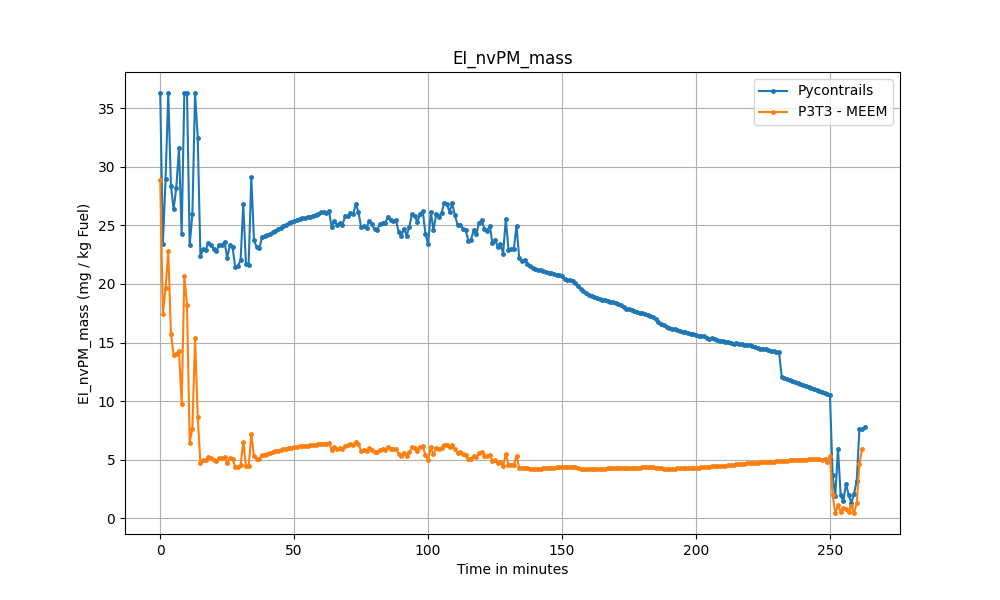 EI_nvPM_mass
Pycontrails
P3T3 - MEEM
EI_nvPM_mass (mg / kg Fuel)
35
30
25
20
15
10
5
0
0 50 100 150 200 250
Time in minutes